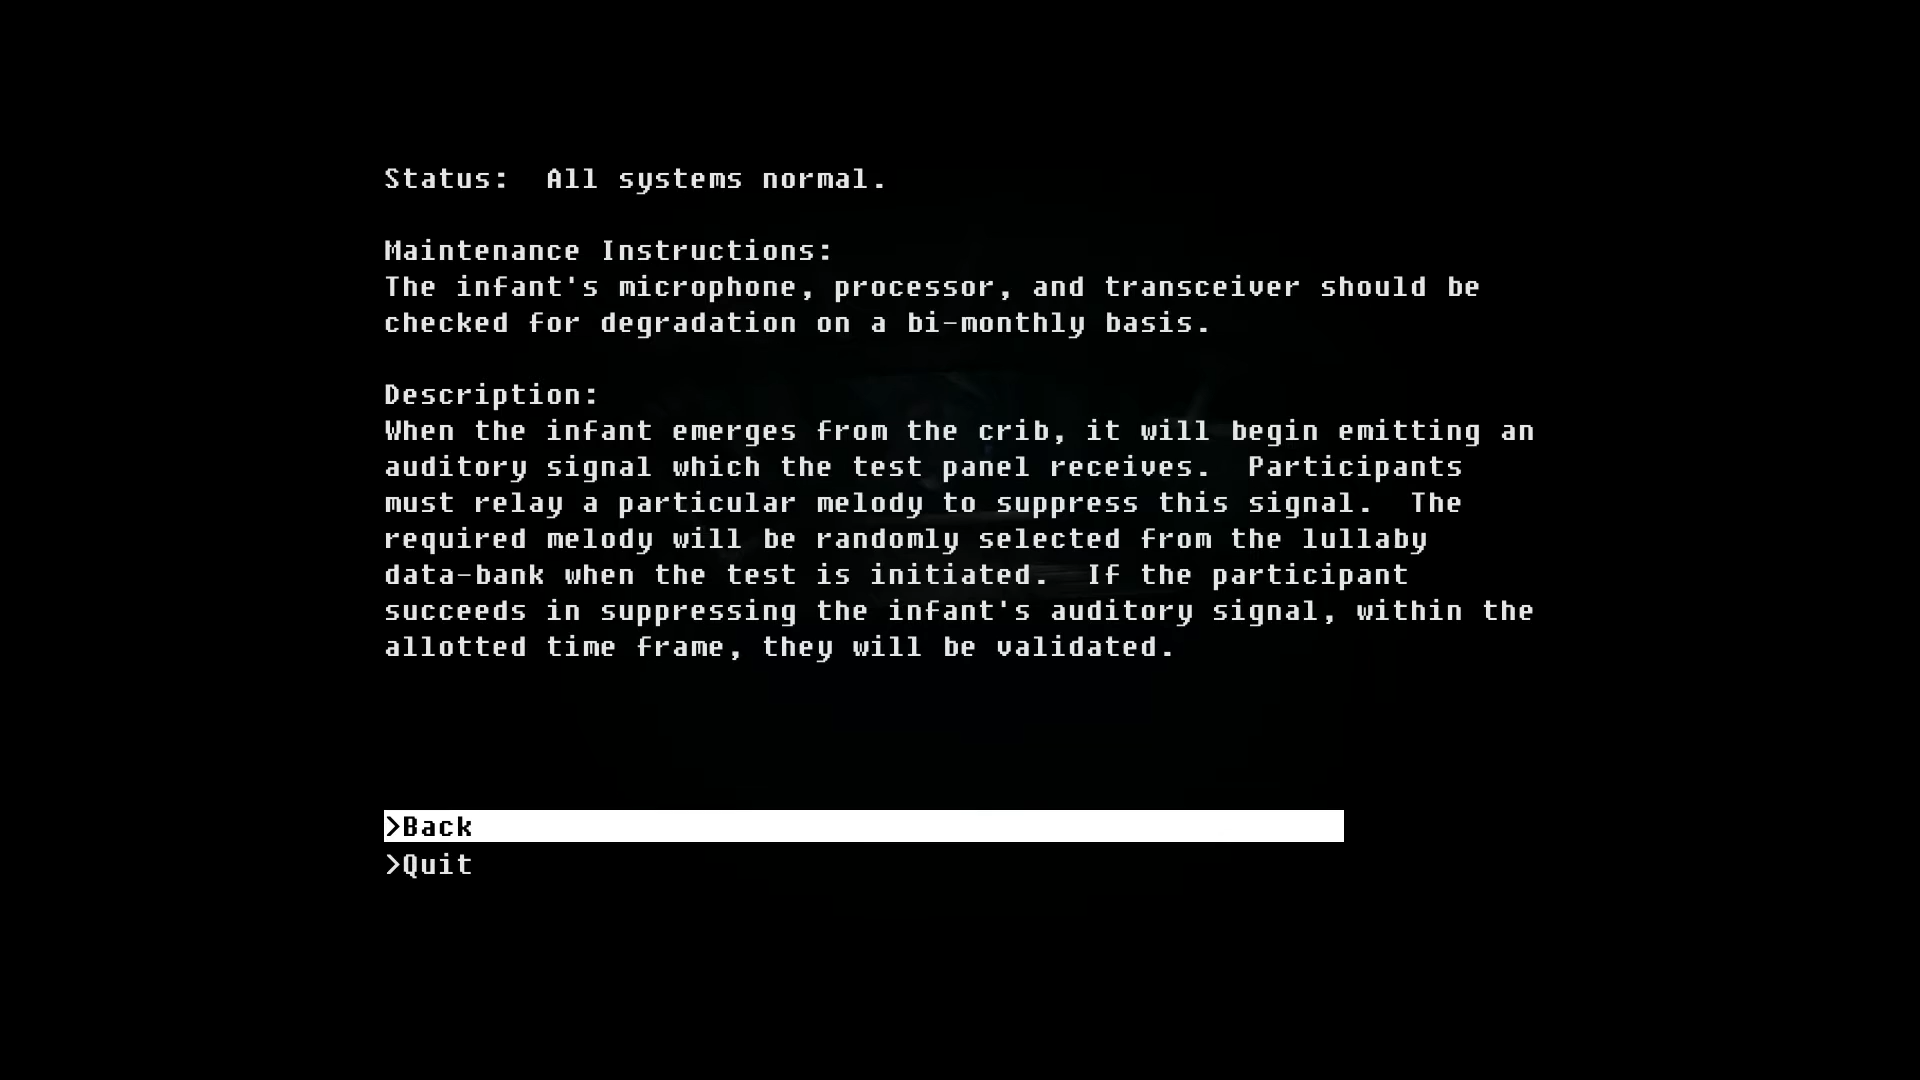 Status:  All systems normal.
Maintenance Instructions:
The infant's microphone, processor, and transceiver should be
checked for degradation on a bi-monthly basis.
Description:
When the infant emerges from the crib, it will begin emitting an
auditory signal which the test panel receives.  Participants
must relay a particular melody to suppress this signal.  The
required melody will be randomly selected from the lullaby
data-bank when the test is initiated.  If the participant
succeeds in suppressing the infant's auditory signal, within the
allotted time frame, they will be validated.
>Back
>Quit